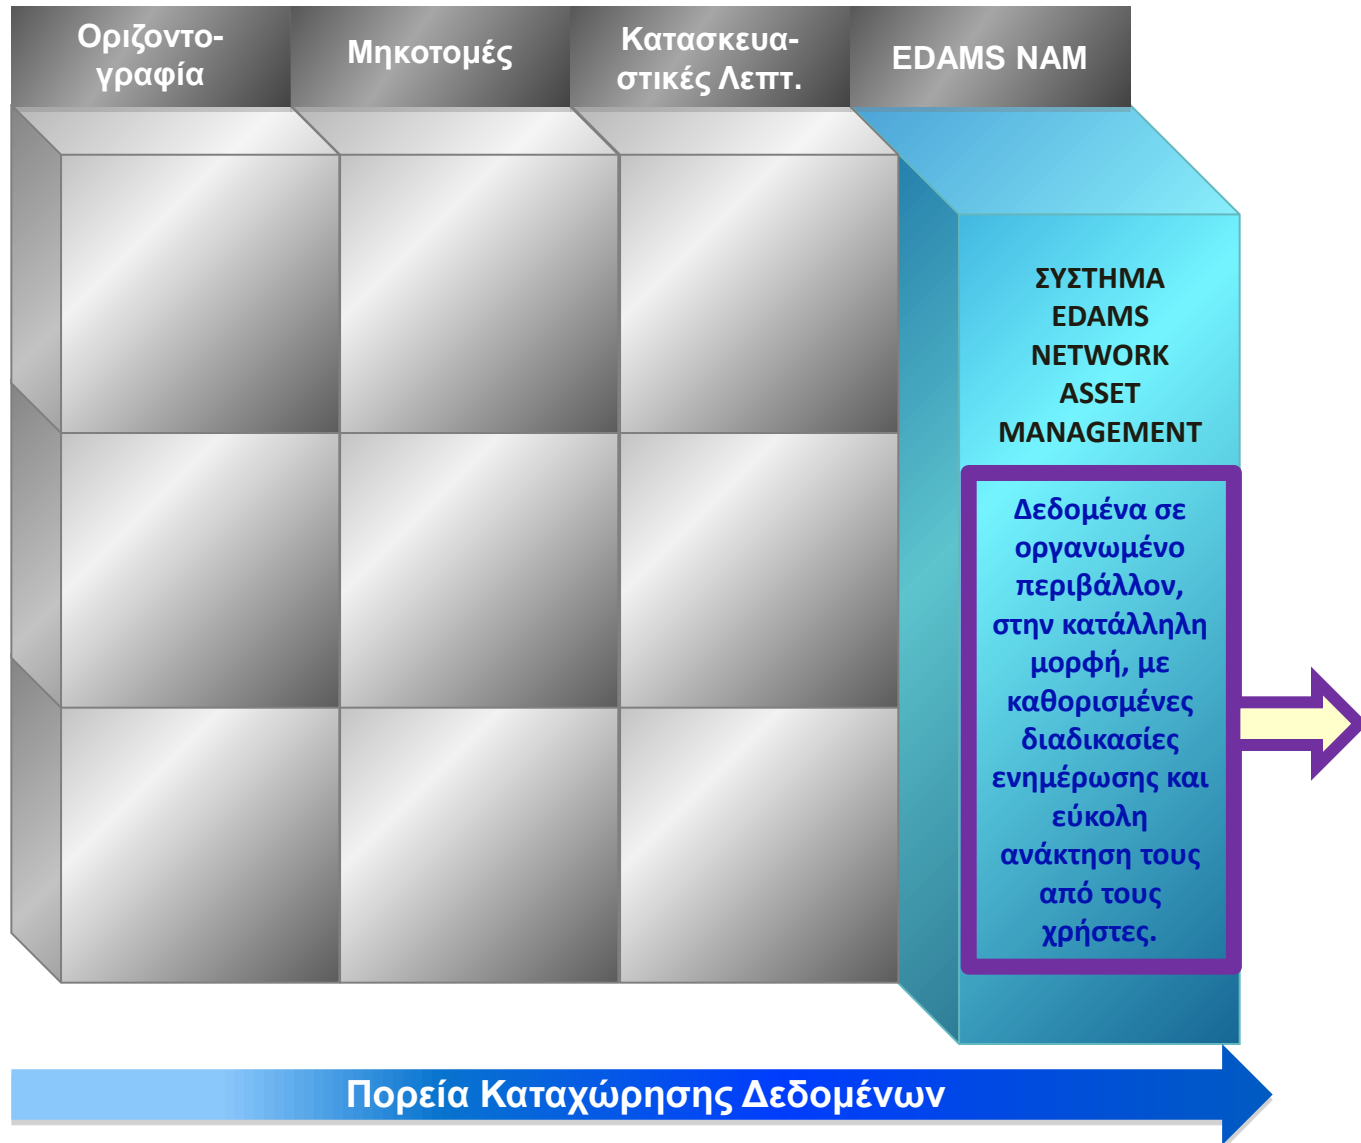 Οριζοντο-
γραφία
Μηκοτομές
Κατασκευα-
στικές Λεπτ.
EDAMS NAM
ΣΥΣΤΗΜΑ
EDAMS
NETWORK
ASSET
MANAGEMENT
Δεδομένα σε
οργανωμένο
περιβάλλον,
στην κατάλληλη
μορφή, με
καθορισμένες
διαδικασίες
ενημέρωσης και
εύκολη
ανάκτηση τους
από τους
χρήστες.
Πορεία Καταχώρησης Δεδομένων